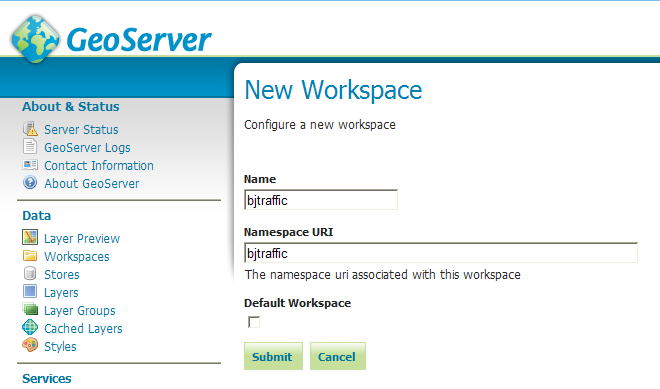 GeoServer
About & Status
Server Status
GeoServer Logs
Contact Information
About GeoServer
Data
Layer Preview
Workspaces
Stores
Layers
Layer Groups
Cached Layers
Styles
Services
New Workspace
Configure a new workspace
Name
bjtraffic
Namespace URI
bjtraffic
The namespace uri associated with this workspace
Default Workspace
Submit Cancel